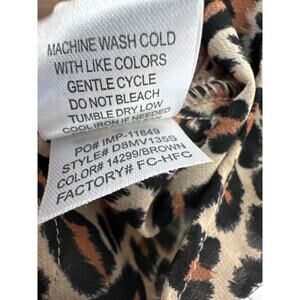 MACHINE WASH COLD
WITH LIKE COLORS
GENTLE CYCLE
DO NOT BLEACH
TUMBLE DRY LOW
COOL IRON IF NEEDED
PO# IMP-11849
STYLE# D8MV135S
COLOR# 14299/BROWN
FACTORY# FC-HFC